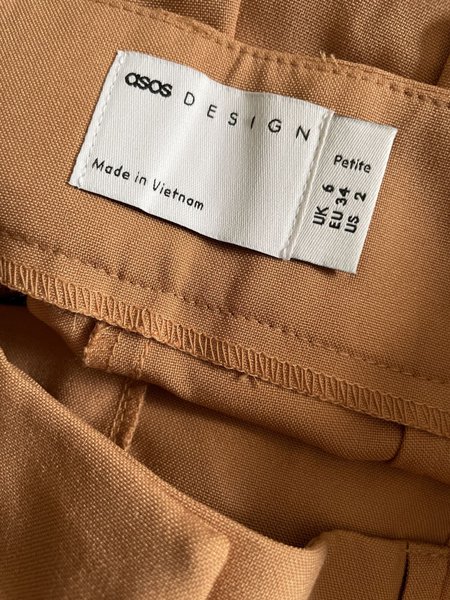 asos DESIGN
Made in Vietnam
Petite
UK 6
EU 34
US 2